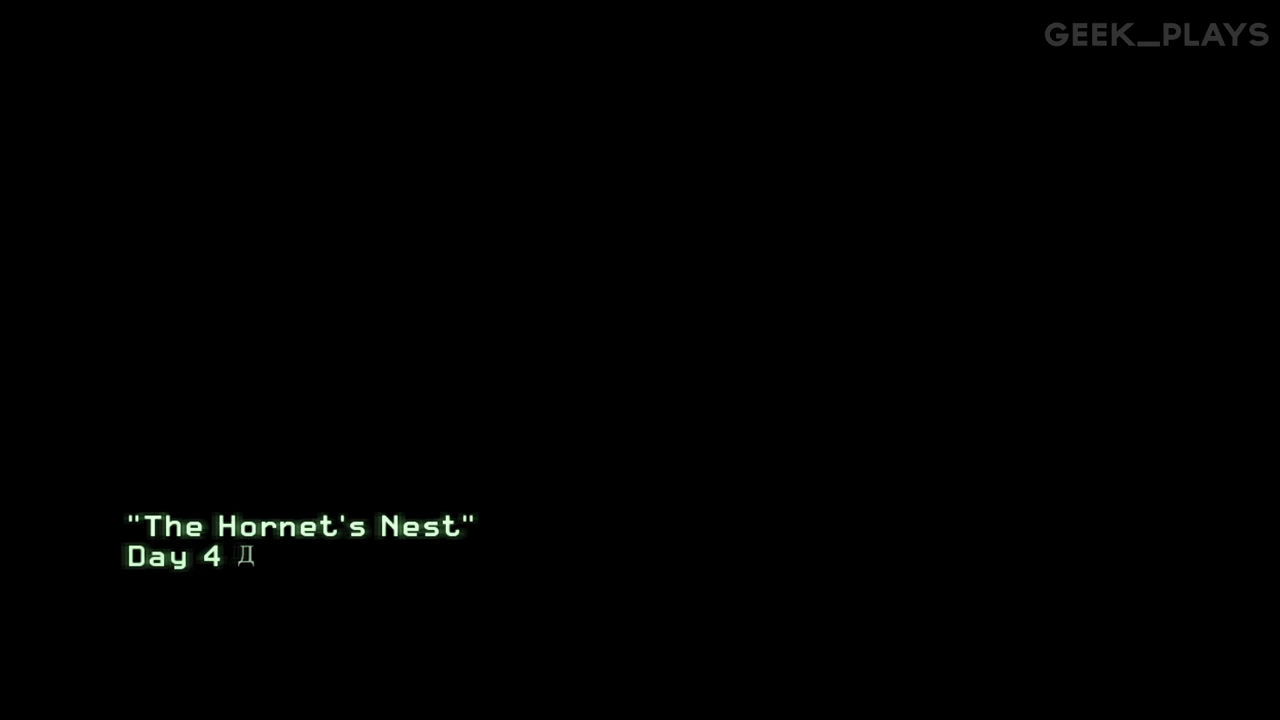 GEEK_PLAYS
"The Hornet's Nest"
Day 4 Д